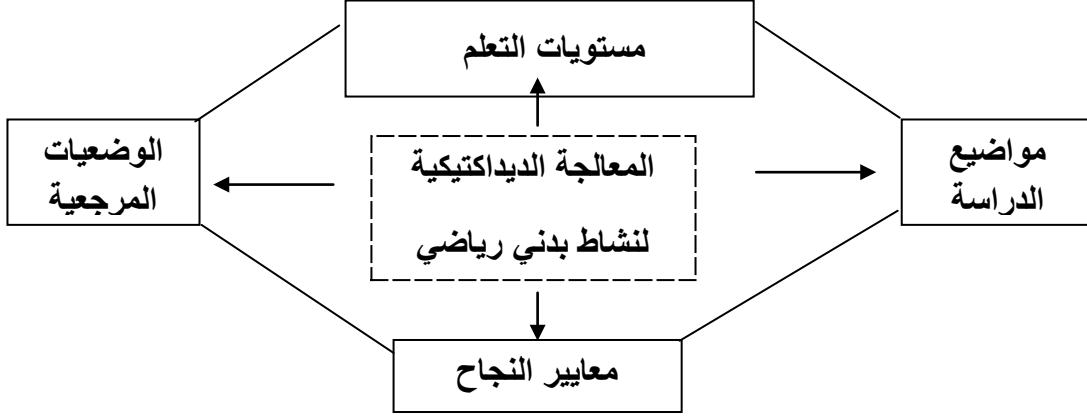 مستويات التعلم
مواضيع
الدراسة
المعالجة الديداكتيكية
لنشاط بدني رياضي
الوضعيات
المرجعية
معايير النجاح